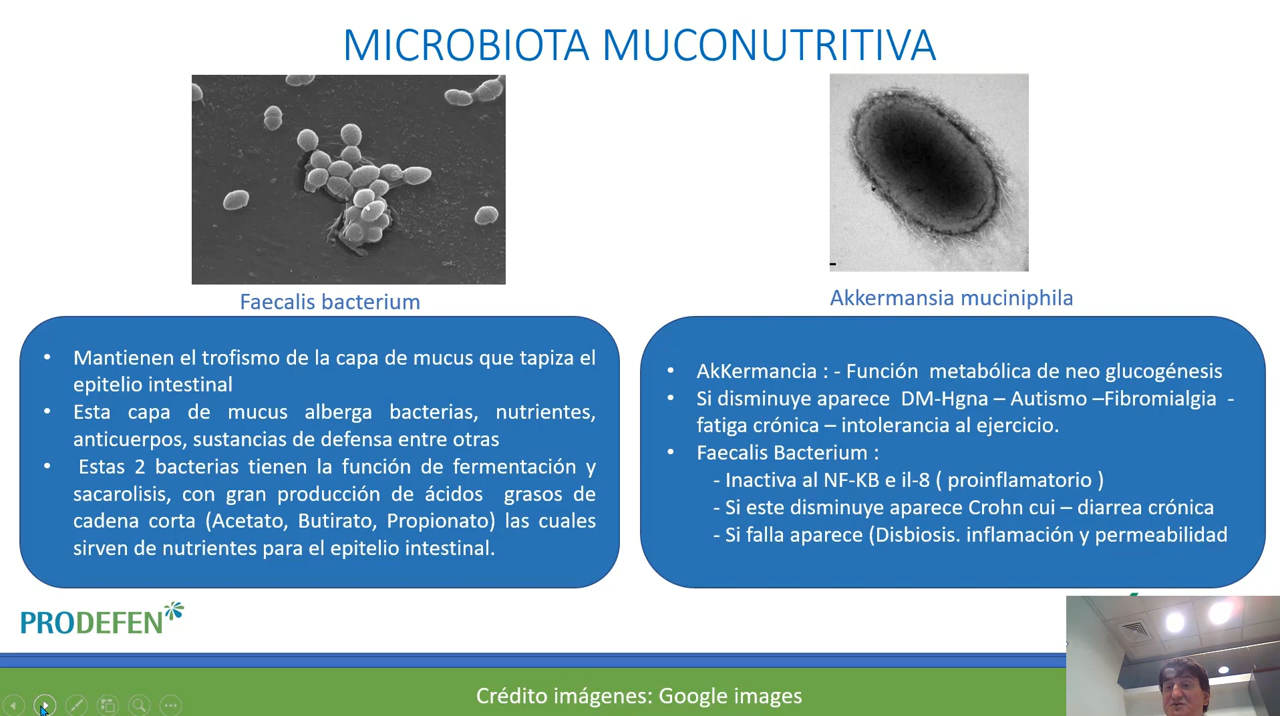 MICROBIOTA MUCONUTRITIVA
Faecalis bacterium
Akkermansia muciniphila
• Mantienen el trofismo de la capa de mucus que tapiza el
epitelio intestinal
• Esta capa de mucus alberga bacterias, nutrientes,
anticuerpos, sustancias de defensa entre otras
• Estas 2 bacterias tienen la función de fermentación y
sacarolisis, con gran producción de ácidos grasos de
cadena corta (Acetato, Butirato, Propionato) las cuales
sirven de nutrientes para el epitelio intestinal.
• AkKermancia : - Función metabólica de neo glucogénesis
• Si disminuye aparece DM-Hgna – Autismo –Fibromialgia -
fatiga crónica – intolerancia al ejercicio.
• Faecalis Bacterium :
- Inactiva al NF-KB e il-8 ( proinflamatorio )
- Si este disminuye aparece Crohn cui – diarrea crónica
- Si falla aparece (Disbiosis. inflamación y permeabilidad
PRODEFEN
Crédito imágenes: Google images